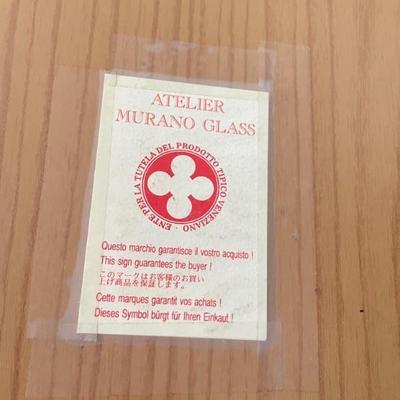 ATELIER
MURANO GLASS
ENTE PER LA TUTELA DEL PRODOTTO TIPICO VENEZIANO ·
Questo marchio garantisce il vostro acquisto !
This sign guarantees the buyer !
このマークはお客様のお買い
上げ商品を保証します。
Cette marques garantit vos achats !
Dieses Symbol bürgt für Ihren Einkauf !